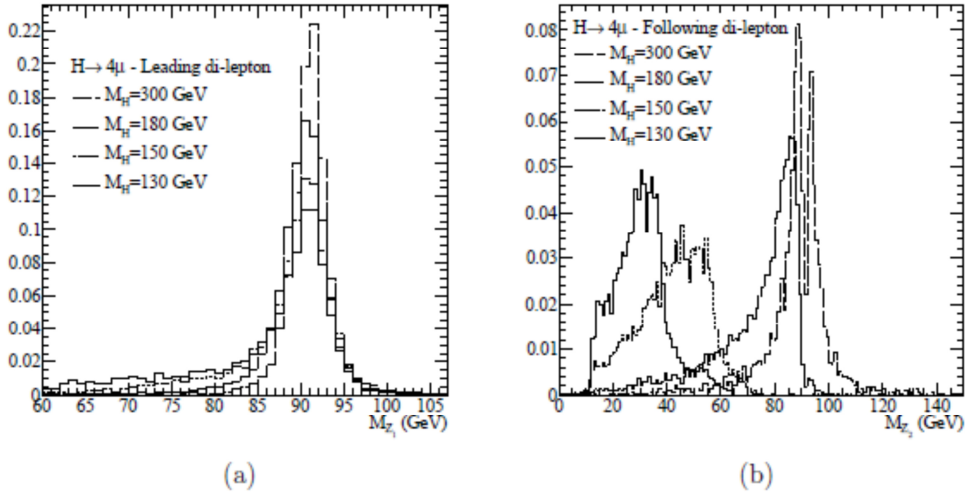 0.22
0.2
0.18
0.16
0.14
0.12
0.1
0.08
0.06
0.04
0.02
0
H→ 4μ - Leading di-lepton
M_H=300 GeV
M_H=180 GeV
M_H=150 GeV
M_H=130 GeV
60 65 70 75 80 85 90 95 100 105
M_Z₁ (GeV)
(a)
0.08
0.07
0.06
0.05
0.04
0.03
0.02
0.01
0
H→ 4μ - Following di-lepton
M_H=300 GeV
M_H=180 GeV
M_H=150 GeV
M_H=130 GeV
0 20 40 60 80 100 120 140
M_Z₂ (GeV)
(b)